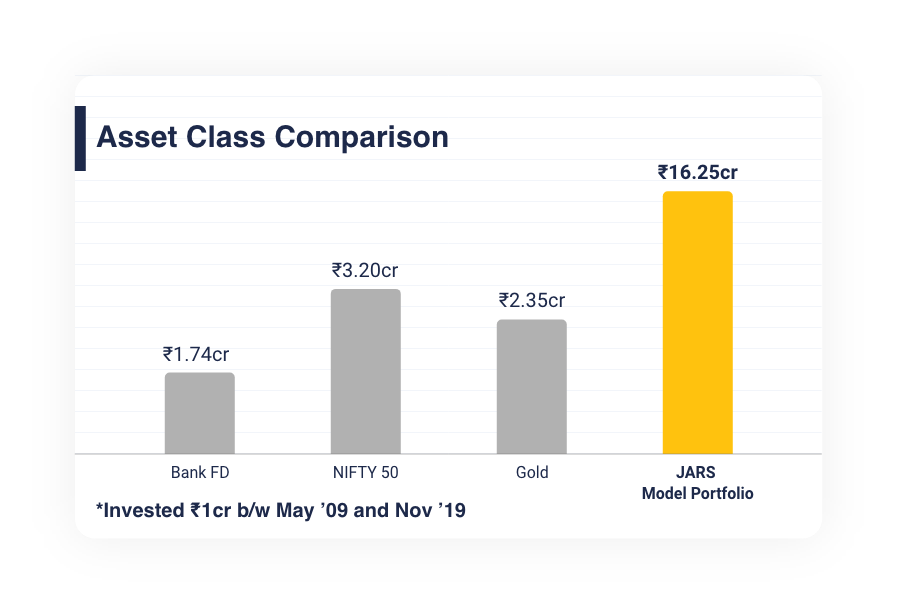 Asset Class Comparison
₹16.25cr
₹3.20cr
₹2.35cr
₹1.74cr
Bank FD
NIFTY 50
Gold
JARS
Model Portfolio
*Invested ₹1cr b/w May ’09 and Nov ’19